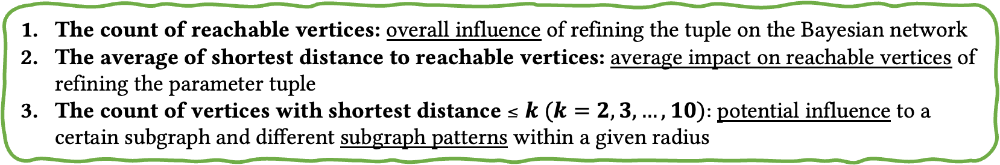 1. The count of reachable vertices: overall influence of refining the tuple on the Bayesian network
2. The average of shortest distance to reachable vertices: average impact on reachable vertices of
refining the parameter tuple
3. The count of vertices with shortest distance ≤ k (k = 2, 3, ..., 10): potential influence to a
certain subgraph and different subgraph patterns within a given radius